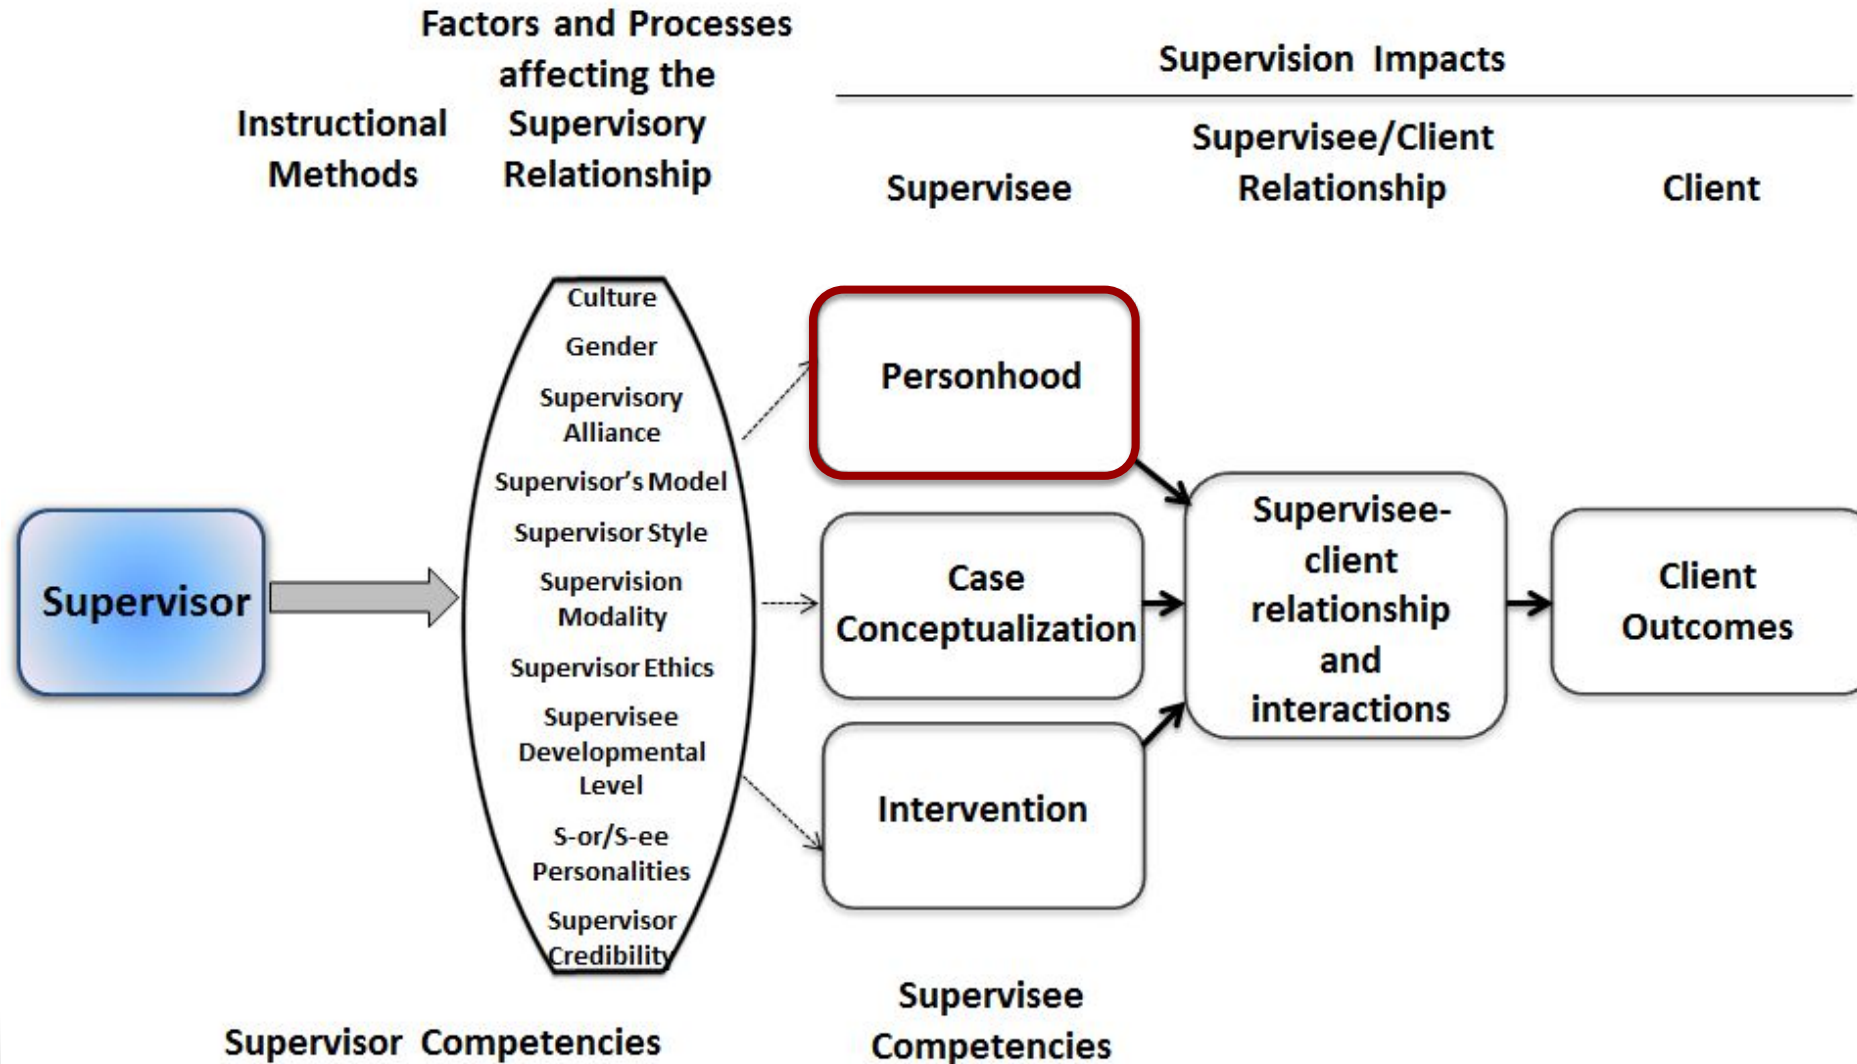 Factors and Processes
affecting the
Supervisory
Relationship
Instructional
Methods
Supervision Impacts
Supervisee
Supervisee/Client
Relationship
Client
Supervisor
Culture
Gender
Supervisory
Alliance
Supervisor's Model
Supervisor Style
Supervision
Modality
Supervisor Ethics
Supervisee
Developmental
Level
S-or/S-ee
Personalities
Supervisor
Credibility
Personhood
Case
Conceptualization
Intervention
Supervisee-
client
relationship
and
interactions
Client
Outcomes
Supervisor Competencies
Supervisee
Competencies